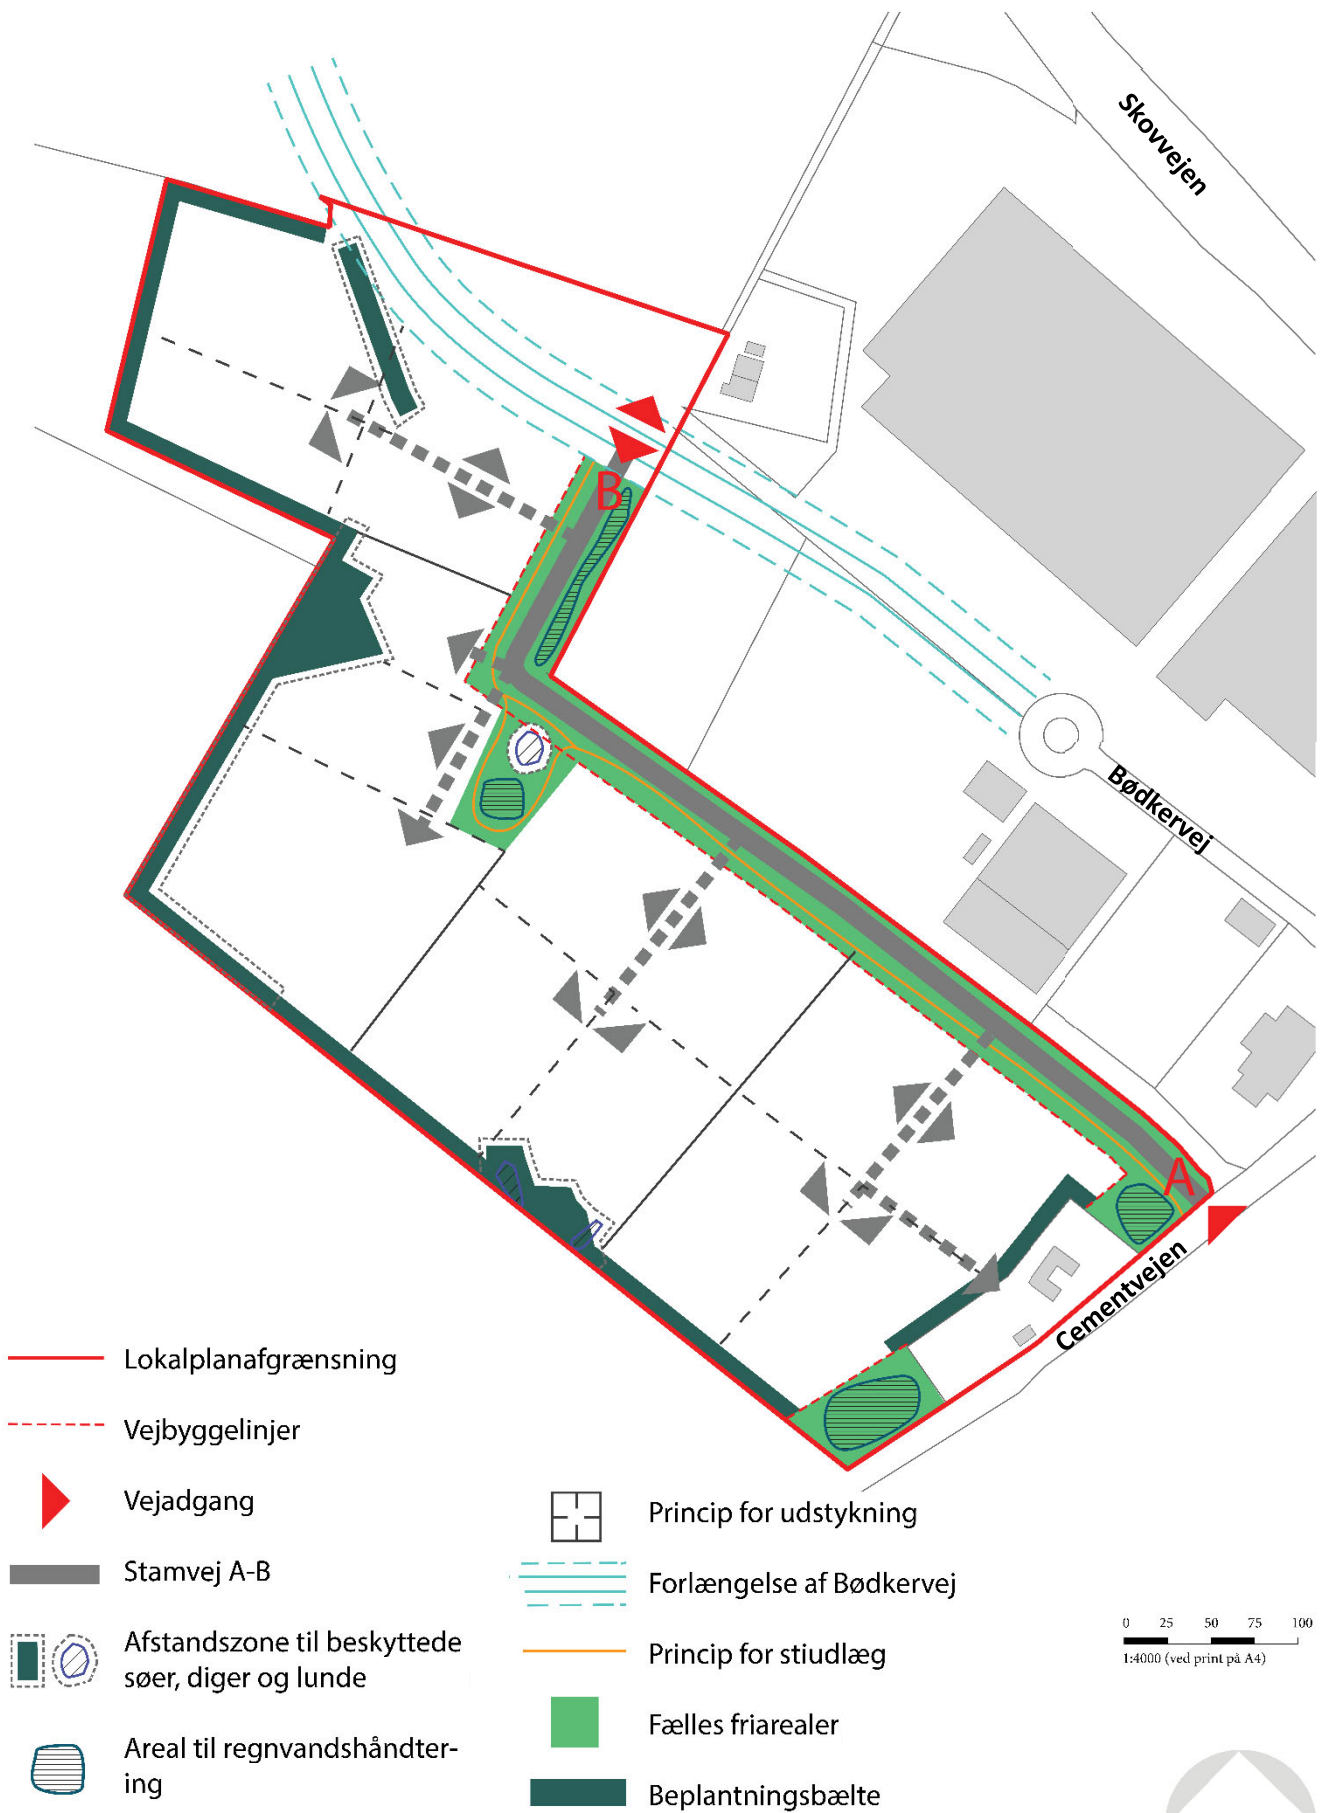 Skovvejen
B
Bødkervej
A
Cementvejen
Lokalplanafgrænsning
Vejbyggelinjer
Vejadgang
Stamvej A-B
Afstandszone til beskyttede
søer, diger og lunde
Areal til regnvandshåndter-
ing
Princip for udstykning
Forlængelse af Bødkervej
Princip for stiudlæg
Fælles friarealer
Beplantningsbælte
0 25 50 75 100
1:4000 (ved print på A4)